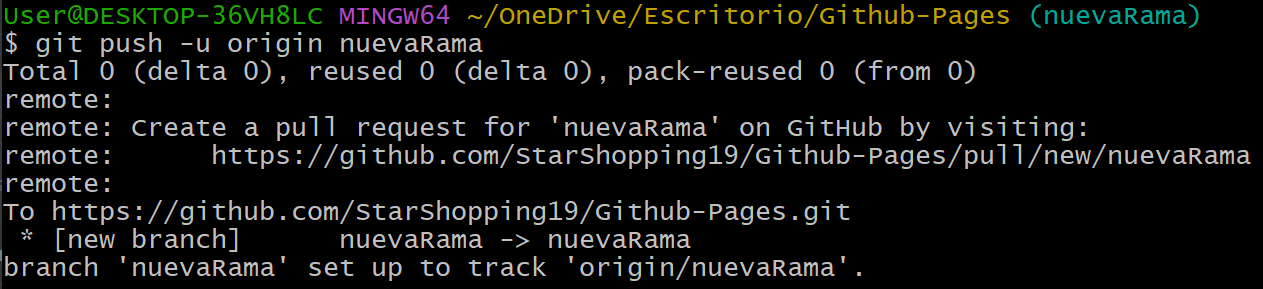 User@DESKTOP-36VH8LC MINGW64 ~/OneDrive/Escritorio/Github-Pages (nuevaRama)
$ git push -u origin nuevaRama
Total 0 (delta 0), reused 0 (delta 0), pack-reused 0 (from 0)
remote:
remote: Create a pull request for 'nuevaRama' on GitHub by visiting:
remote:      https://github.com/StarShopping19/Github-Pages/pull/new/nuevaRama
remote:
To https://github.com/StarShopping19/Github-Pages.git
 * [new branch]      nuevaRama -> nuevaRama
branch 'nuevaRama' set up to track 'origin/nuevaRama'.